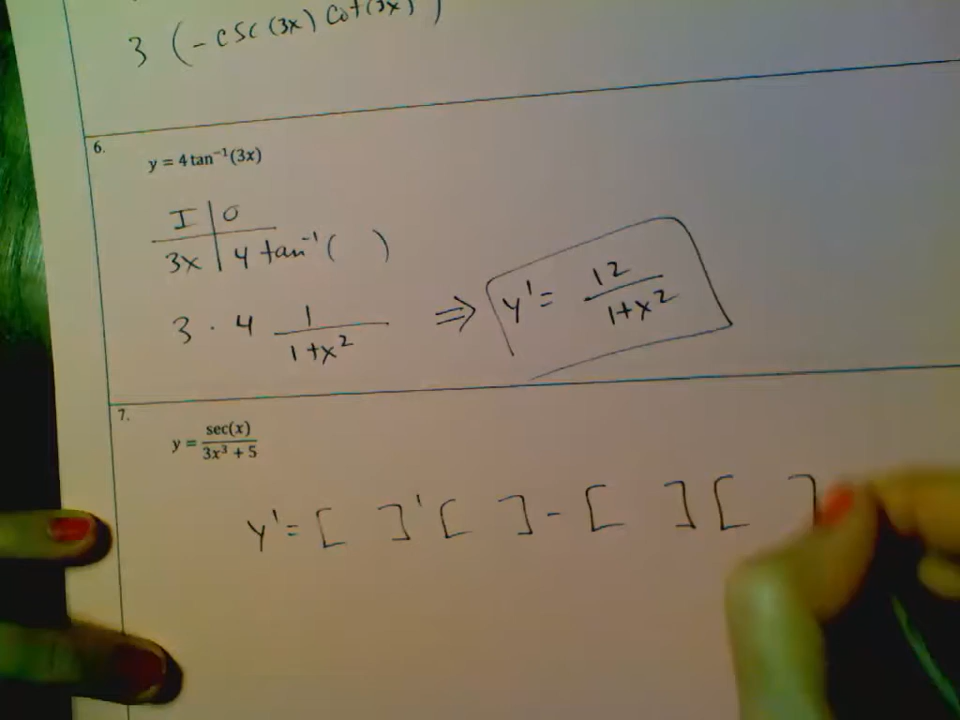 3 (-csc(3x) cot(3x))
6.
y = 4 tan⁻¹(3x)
I | O
3x | 4 tan⁻¹( )
3 · 4 1/(1+x²) ⇒ y' = 12/(1+x²)
7.
y = sec(x)/(3x³ + 5)
y' = [ ]' [ ] - [ ] [ ]